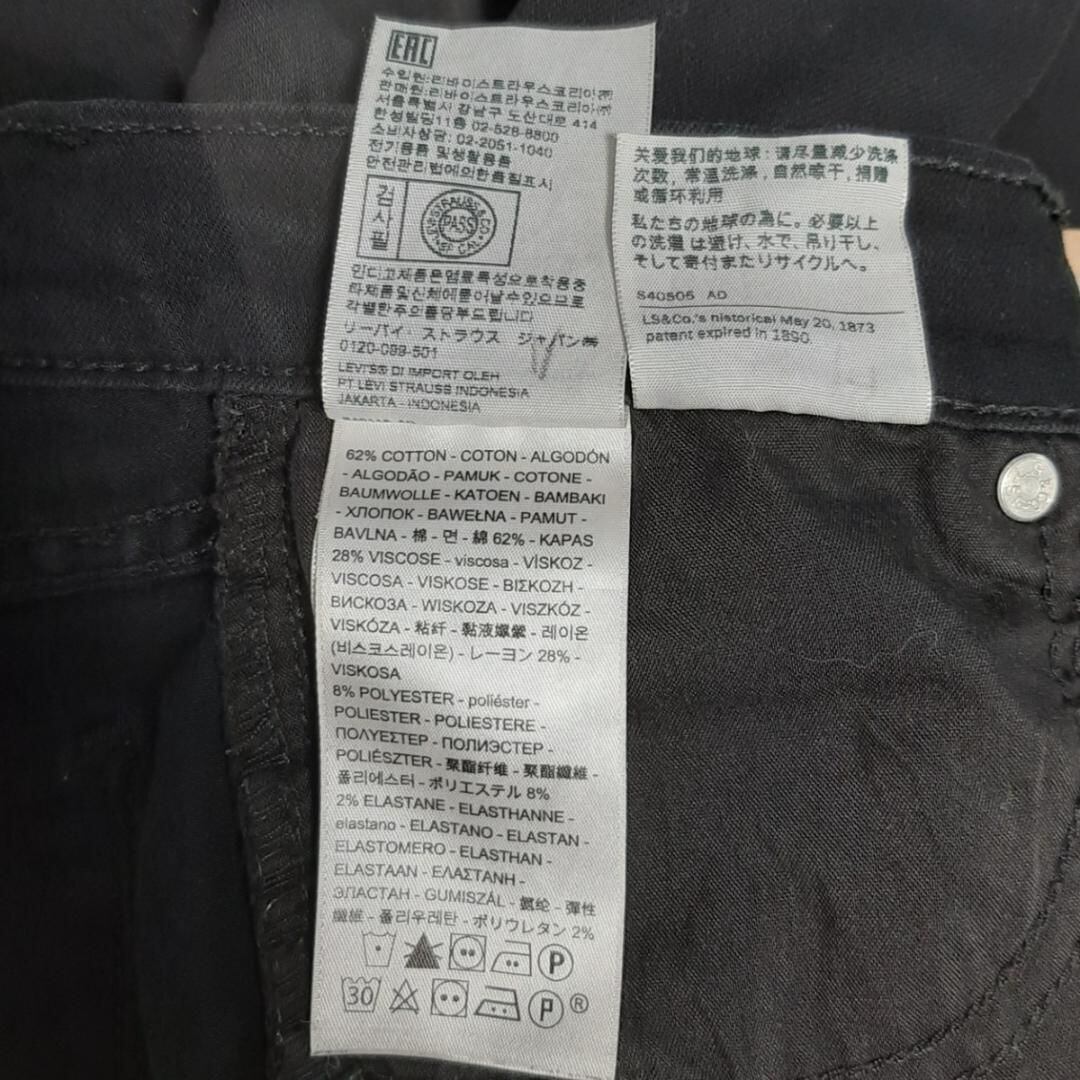 EAC
수입원:리바이스트라우스코리아㈜
판매원:리바이스트라우스코리아㈜
서울특별시 강남구 도산대로 414
한성빌딩11층 02-528-8800
소비자상담: 02-2051-1040
전기용품 및생활용품
안전관리법에의한품질표시
검사필
LEVI STRAUSS & CO.
PASS
인디고제품은염료특성으로착용중
타제품및신체에묻어날수있으므로
각별한주의를당부드립니다
リーバイ・ストラウス ジャパン㈱
0120-099-501
LEVI'S® DI IMPORT OLEH
PT LEVI STRAUSS INDONESIA
JAKARTA - INDONESIA
关爱我们的地球：请尽量减少洗涤
次数，常温洗涤，自然晾干，捐赠
或循环利用
私たちの地球の為に。必要以上
の洗濯は避け、水で、吊り干し、
そして寄付またリサイクルへ。
S40505 AD
LS&Co.'s historical May 20, 1873
patent expired in 1890.
62% COTTON - COTON - ALGODÓN
- ALGODÃO - PAMUK - COTONE -
BAUMWOLLE - KATOEN - BAMBAKI
- ХЛОПОК - BAWEŁNA - PAMUT -
BAVLNA - 棉 - 면 - 綿 62% - KAPAS
28% VISCOSE - viscosa - VİSKOZ -
VISCOSA - VISKOSE - ΒΙΣΚΟΖΗ -
ВИСКОЗА - WISKOZA - VISZKÓZ -
VISKÓZA - 粘纤 - 黏液嫘縈 - 레이온
(비스코스레이온) - レーヨン 28% -
VISKOSA
8% POLYESTER - poliéster -
POLIESTER - POLIESTERE -
ΠΟΛΥΕΣΤΕΡ - ПОЛИЭСТЕР -
POLIÉSZTER - 聚酯纤维 - 聚酯纖維 -
폴리에스터 - ポリエステル 8%
2% ELASTANE - ELASTHANNE -
elastano - ELASTANO - ELASTAN -
ELASTOMERO - ELASTHAN -
ELASTAAN - ΕΛΑΣΤΑΝΗ -
ЭЛАСТАН - GUMISZÁL - 氨纶 - 彈性
纖維 - 폴리우레탄 - ポリウレタン 2%
P
30 P ®